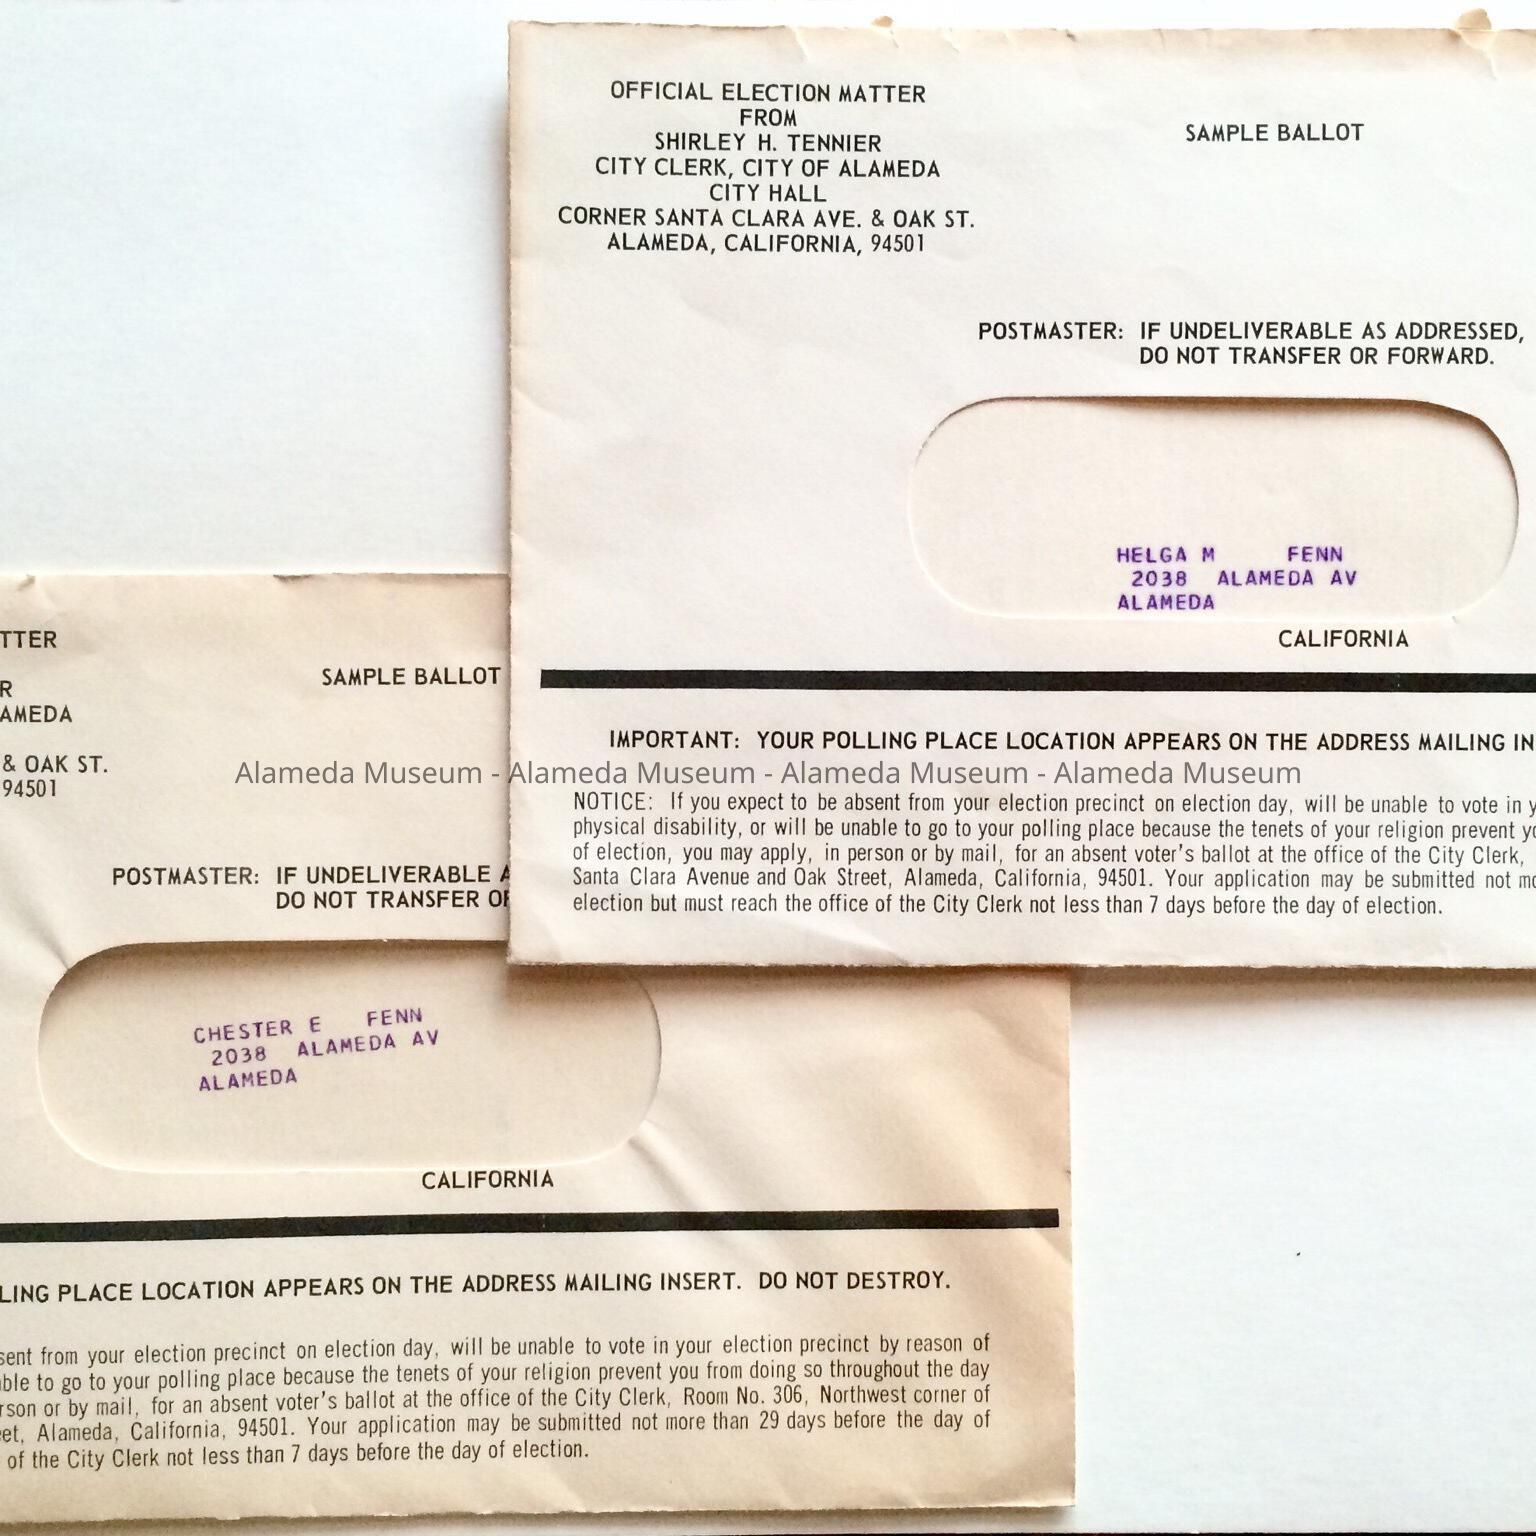 OFFICIAL ELECTION MATTER
FROM
SHIRLEY H. TENNIER
CITY CLERK, CITY OF ALAMEDA
CITY HALL
CORNER SANTA CLARA AVE. & OAK ST.
ALAMEDA, CALIFORNIA, 94501
SAMPLE BALLOT
POSTMASTER: IF UNDELIVERABLE AS ADDRESSED,
DO NOT TRANSFER OR FORWARD.
HELGA M FENN
2038 ALAMEDA AV
ALAMEDA
CALIFORNIA
IMPORTANT: YOUR POLLING PLACE LOCATION APPEARS ON THE ADDRESS MAILING IN
NOTICE: If you expect to be absent from your election precinct on election day, will be unable to vote in y
physical disability, or will be unable to go to your polling place because the tenets of your religion prevent yo
of election, you may apply, in person or by mail, for an absent voter's ballot at the office of the City Clerk,
Santa Clara Avenue and Oak Street, Alameda, California, 94501. Your application may be submitted not mo
election but must reach the office of the City Clerk not less than 7 days before the day of election.
Alameda Museum - Alameda Museum - Alameda Museum - Alameda Museum
TTER
R
AMEDA
& OAK ST.
94501
SAMPLE BALLOT
POSTMASTER: IF UNDELIVERABLE A
DO NOT TRANSFER OR
CHESTER E FENN
2038 ALAMEDA AV
ALAMEDA
CALIFORNIA
LING PLACE LOCATION APPEARS ON THE ADDRESS MAILING INSERT. DO NOT DESTROY.
sent from your election precinct on election day, will be unable to vote in your election precinct by reason of
ble to go to your polling place because the tenets of your religion prevent you from doing so throughout the day
rson or by mail, for an absent voter's ballot at the office of the City Clerk, Room No. 306, Northwest corner of
et, Alameda, California, 94501. Your application may be submitted not more than 29 days before the day of
of the City Clerk not less than 7 days before the day of election.